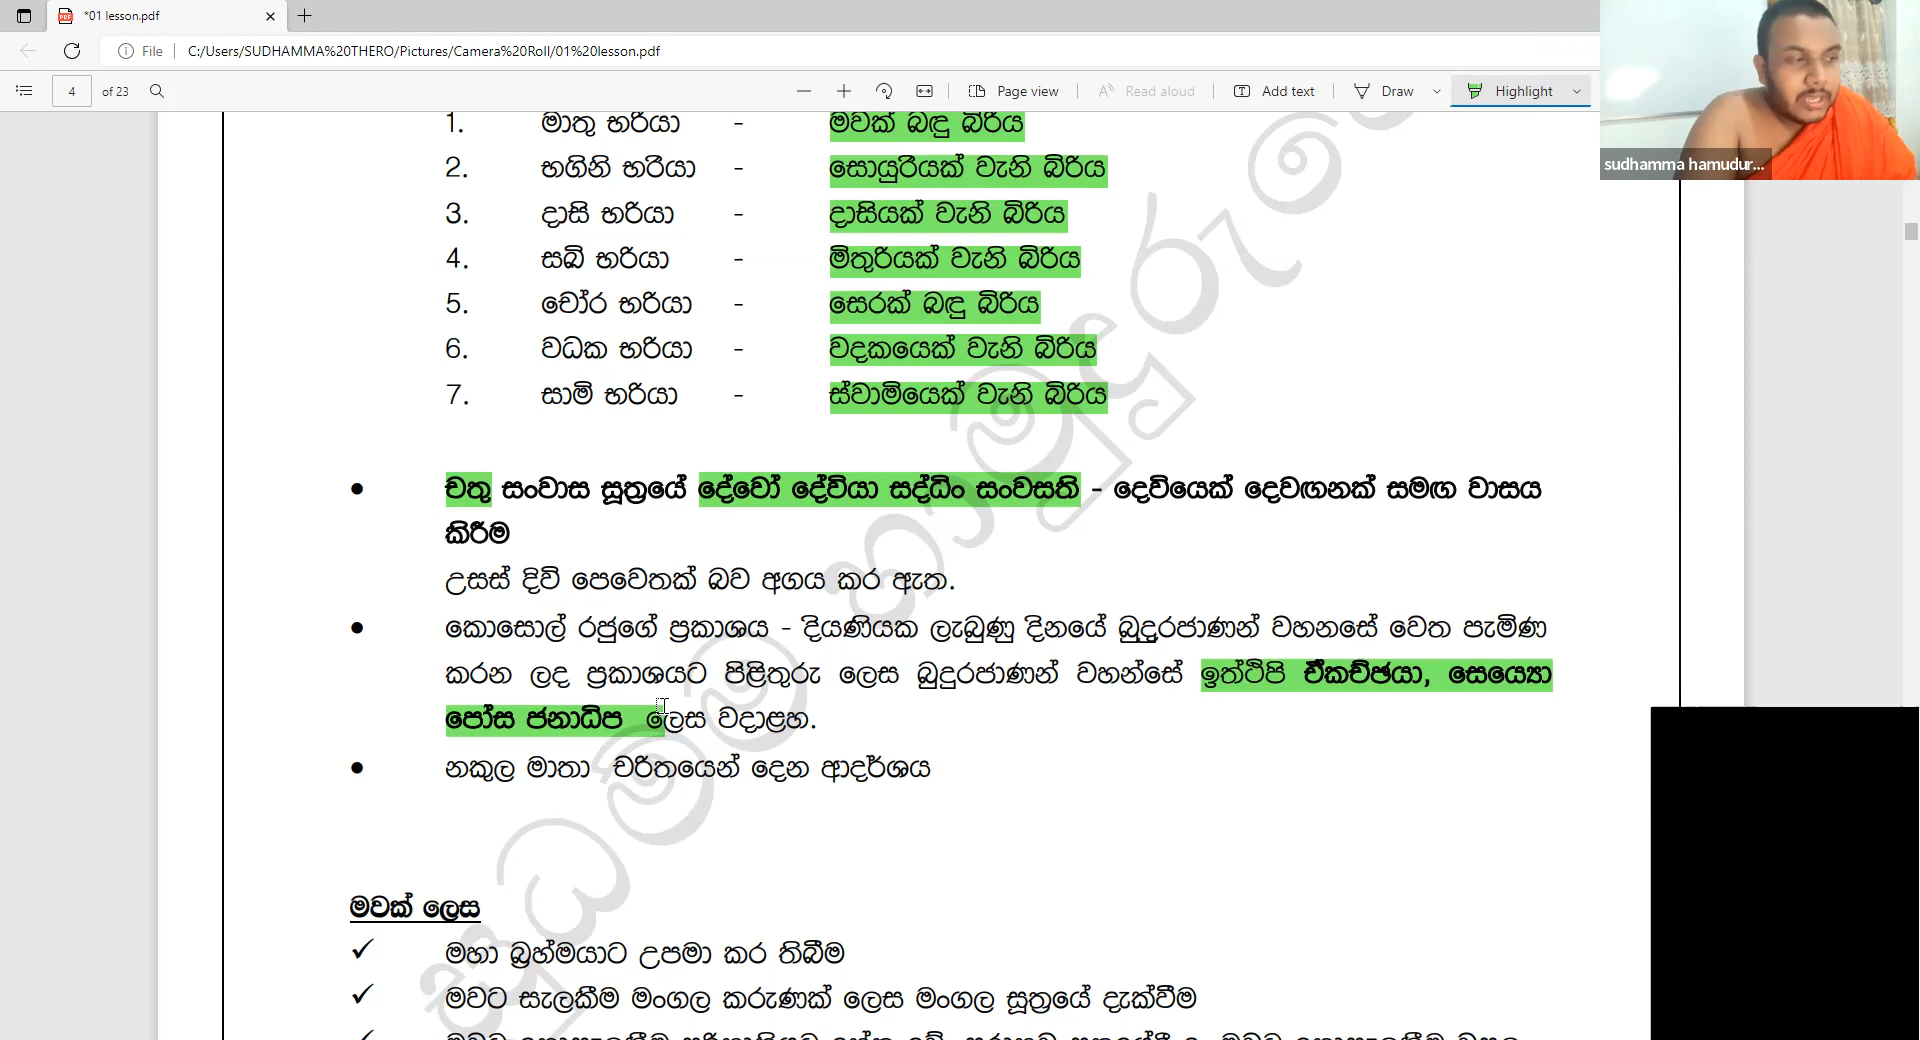 *01 lesson.pdf
File C:/Users/SUDHAMMA%20THERO/Pictures/Camera%20Roll/01%20lesson.pdf
4 of 23 Page view Read aloud Add text Draw Highlight
sudhamma hamudur...
1. මාතු භරියා - මවක් බඳු බිරිය
2. භගිනි භරියා - සොයුරියක් වැනි බිරිය
3. දාසි භරියා - දාසියක් වැනි බිරිය
4. සඛි භරියා - මිතුරියක් වැනි බිරිය
5. චෝර භරියා - සෙරක් බඳු බිරිය
6. වධක භරියා - වදකයෙක් වැනි බිරිය
7. සාමි භරියා - ස්වාමියෙක් වැනි බිරිය
• චතු සංවාස සූත්‍රයේ දේවෝ දේවියා සද්ධිං සංවසති - දෙවියෙක් දෙවඟනක් සමඟ වාසය
කිරීම
උසස් දිවි පෙවෙතක් බව අගය කර ඇත.
• කොසොල් රජුගේ ප්‍රකාශය - දියණියක ලැබුණු දිනයේ බුදුරජාණන් වහනසේ වෙත පැමිණ
කරන ලද ප්‍රකාශයට පිළිතුරු ලෙස බුදුරජාණන් වහන්සේ ඉත්ථිපි ඒකච්ඡයා, සෙය්‍යො
පෝස ජනාධිප ලෙස වදාළහ.
• නකුල මාතා චරිතයෙන් දෙන ආදර්ශය
මවක් ලෙස
✓ මහා බ්‍රහ්මයාට උපමා කර තිබීම
✓ මවට සැලකීම මංගල කරුණක් ලෙස මංගල සූත්‍රයේ දැක්වීම
සුධම්ම හාමුදුරුවෝ